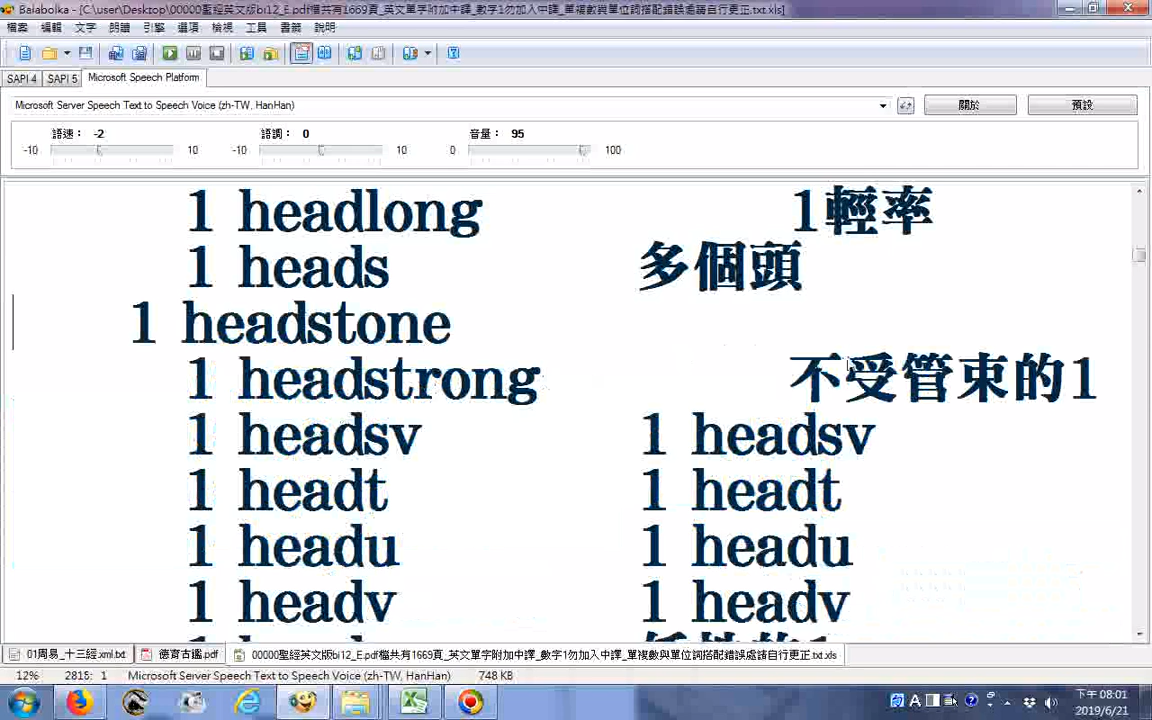 Balabolka - [C:\user\Desktop\00000聖經英文版bi12_E.pdf檔共有1669頁_英文單字附加中譯_數字1勿加入中譯_單複數與單位詞搭配錯誤處請自行更正.txt.xls]
檔案 編輯 文字 朗讀 引擎 選項 檢視 工具 書籤 說明
SAPI 4 SAPI 5 Microsoft Speech Platform
Microsoft Server Speech Text to Speech Voice (zh-TW, HanHan) 關於 預設
語速： -2 語調： 0 音量： 95
-10 10 -10 10 0 100
1 headlong 1輕率
1 heads 多個頭
1 headstone
1 headstrong 不受管束的1
1 headsv 1 headsv
1 headt 1 headt
1 headu 1 headu
1 headv 1 headv
01周易_十三經.xml.txt 德育古鑑.pdf 00000聖經英文版bi12_E.pdf檔共有1669頁_英文單字附加中譯_數字1勿加入中譯_單複數與單位詞搭配錯誤處請自行更正.txt.xls
12% 2815: 1 Microsoft Server Speech Text to Speech Voice (zh-TW, HanHan) 748 KB
下午 08:01
2019/6/21